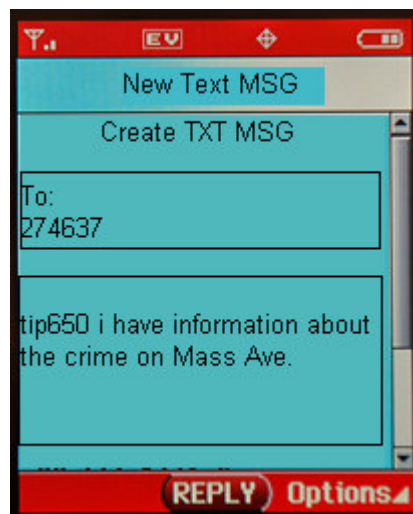 EV
New Text MSG
Create TXT MSG
To:
274637
tip650 i have information about
the crime on Mass Ave.
REPLY Options